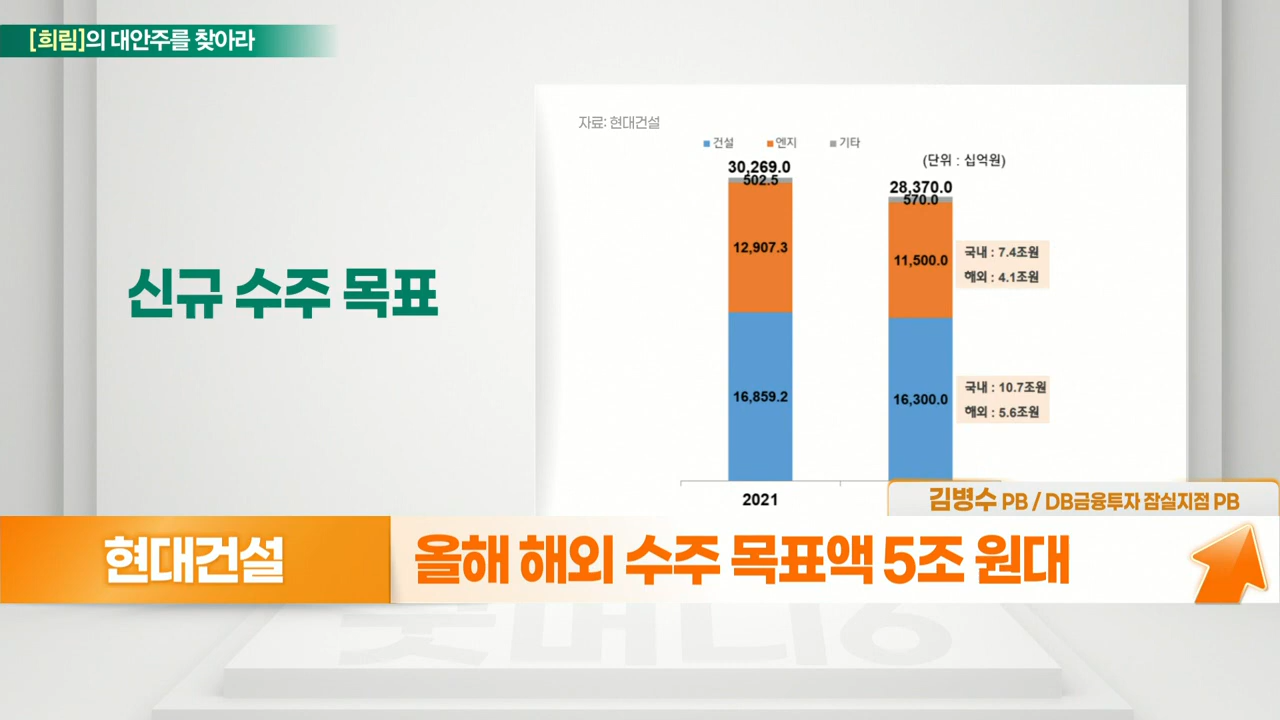 [희림]의 대안주를 찾아라
자료: 현대건설
건설 엔지 기타
(단위 : 십억원)
30,269.0
502.5
12,907.3
16,859.2
2021
28,370.0
570.0
11,500.0
16,300.0
국내 : 7.4조원
해외 : 4.1조원
국내 : 10.7조원
해외 : 5.6조원
신규 수주 목표
김병수 PB / DB금융투자 잠실지점 PB
현대건설
올해 해외 수주 목표액 5조 원대